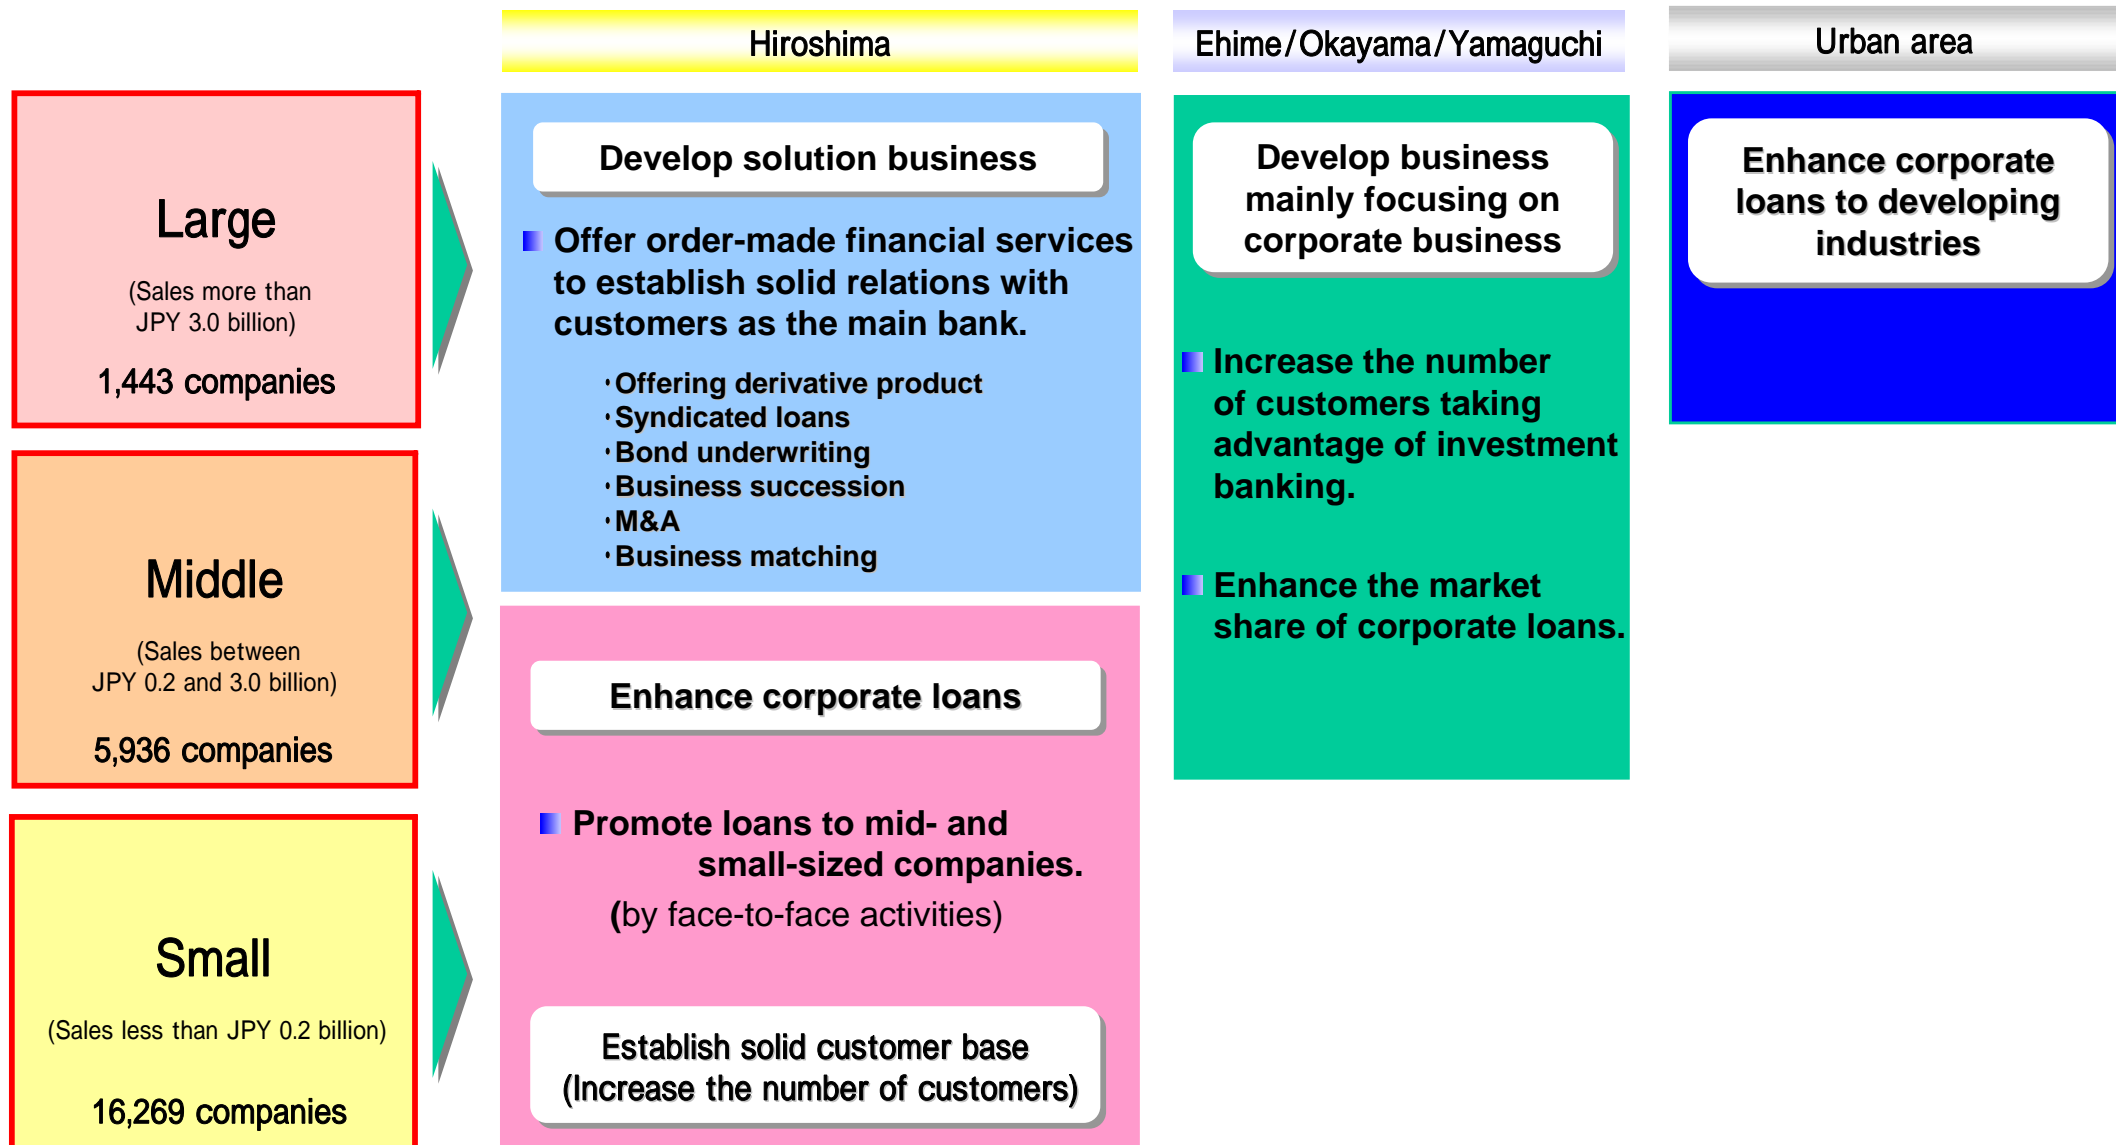 Hiroshima
Ehime/Okayama/Yamaguchi
Urban area
Large
(Sales more than
JPY 3.0 billion)
1,443 companies
Middle
(Sales between
JPY 0.2 and 3.0 billion)
5,936 companies
Small
(Sales less than JPY 0.2 billion)
16,269 companies
Develop solution business
Offer order-made financial services
to establish solid relations with
customers as the main bank.
・Offering derivative product
・Syndicated loans
・Bond underwriting
・Business succession
・M&A
・Business matching
Enhance corporate loans
Promote loans to mid- and
small-sized companies.
(by face-to-face activities)
Establish solid customer base
(Increase the number of customers)
Develop business
mainly focusing on
corporate business
Increase the number
of customers taking
advantage of investment
banking.
Enhance the market
share of corporate loans.
Enhance corporate
loans to developing
industries